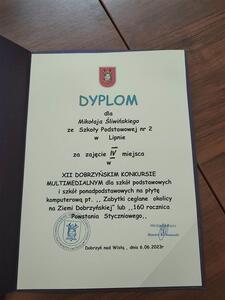 DYPLOM
dla
Mikołaja Śliwińskiego
ze Szkoły Podstawowej nr 2
w Lipnie
za zajęcie IV miejsca
w
XII DOBRZYŃSKIM KONKURSIE
MULTIMEDIALNYM dla szkół podstawowych
i szkół ponadpodstawowych na płytę
komputerową pt. ,, Zabytki ceglane okolicy
na Ziemi Dobrzyńskiej" lub ,,160 rocznica
Powstania Styczniowego,,
Dobrzyń nad Wisłą , dnia 6.06.2023r